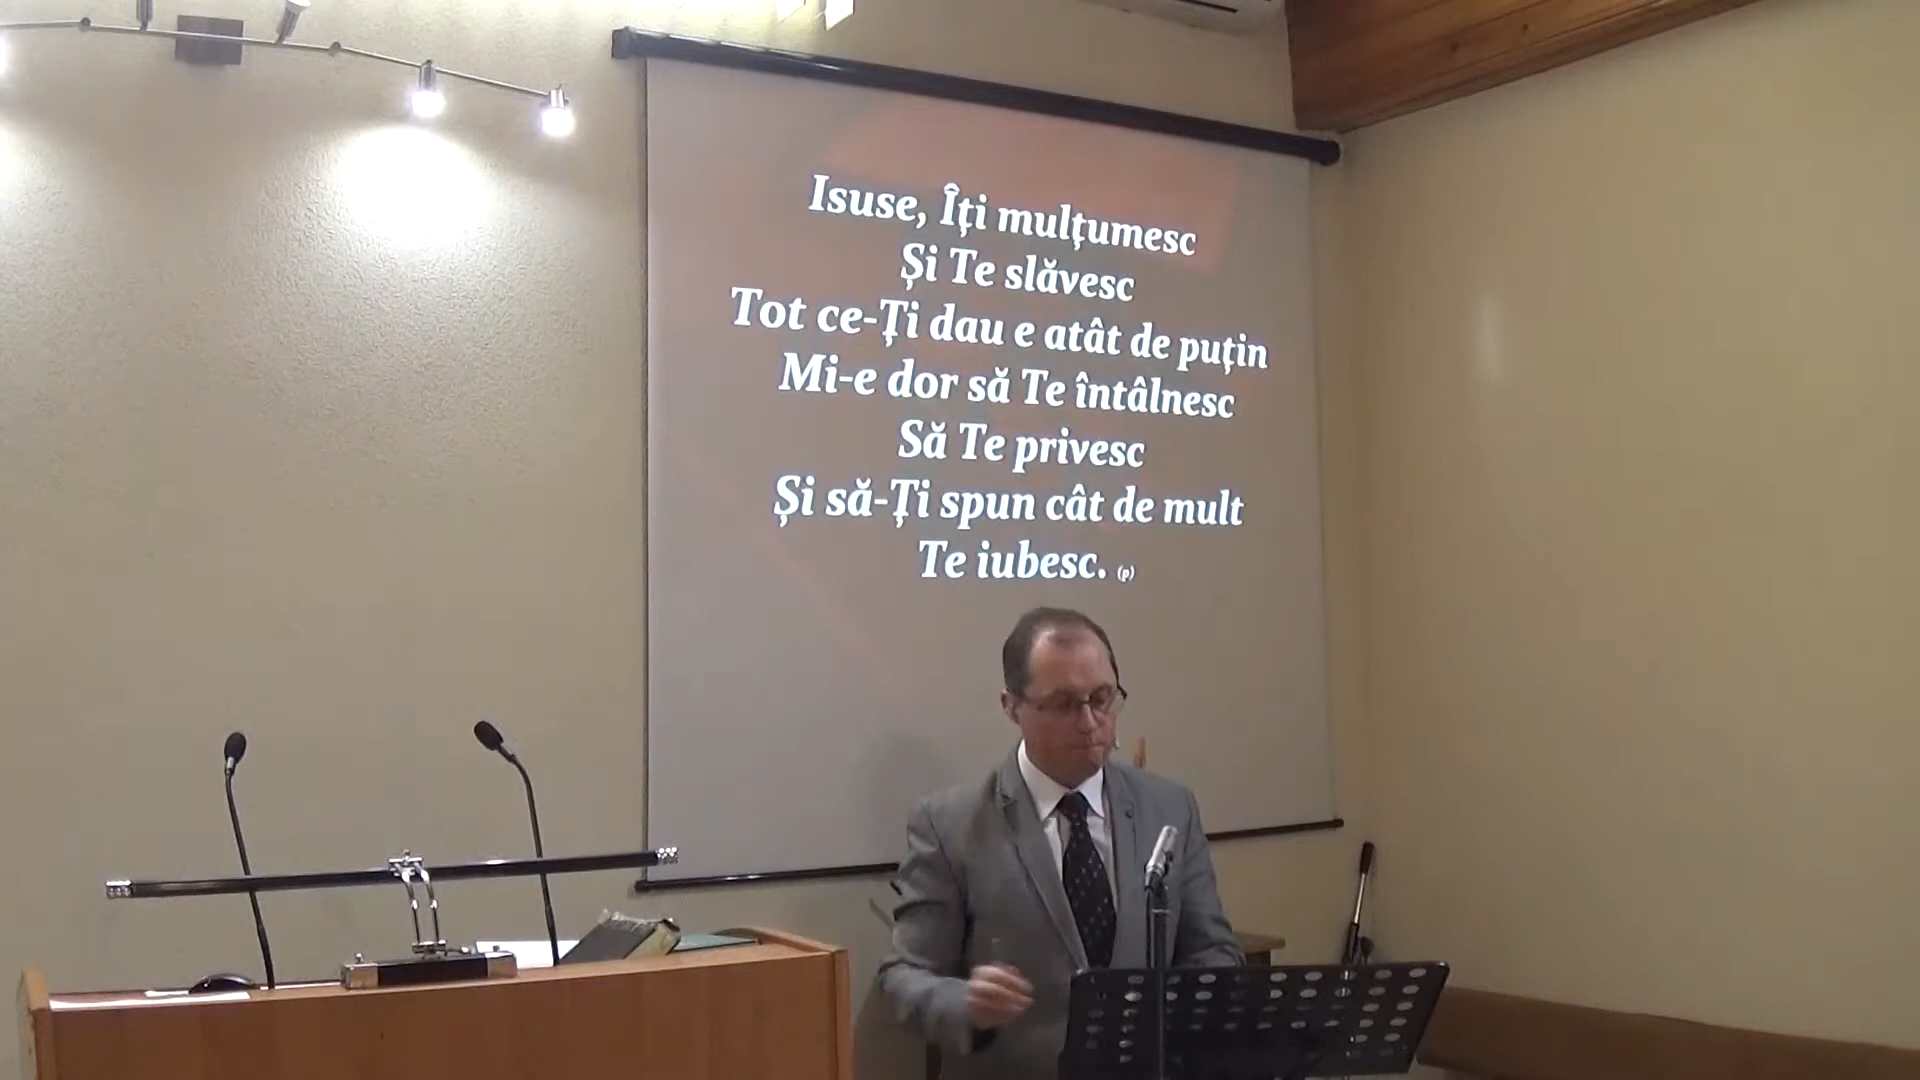 Isuse, Îți mulțumesc
Și Te slăvesc
Tot ce-Ți dau e atât de puțin
Mi-e dor să Te întâlnesc
Să Te privesc
Și să-Ți spun cât de mult
Te iubesc. (p)